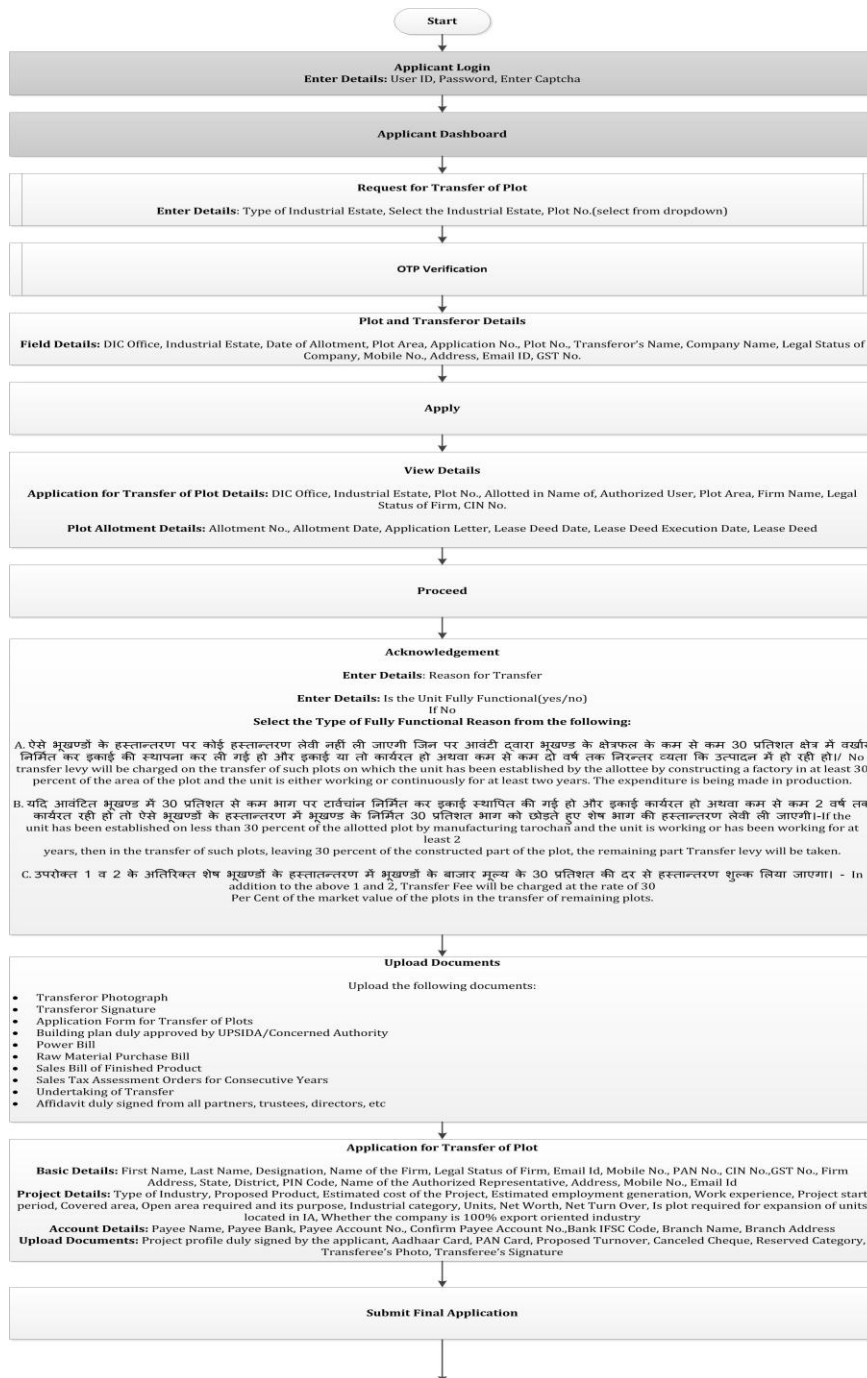 Start
Applicant Login
Enter Details: User ID, Password, Enter Captcha
Applicant Dashboard
Request for Transfer of Plot
Enter Details: Type of Industrial Estate, Select the Industrial Estate, Plot No.(select from dropdown)
OTP Verification
Plot and Transferor Details
Field Details: DIC Office, Industrial Estate, Date of Allotment, Plot Area, Application No., Plot No., Transferor's Name, Company Name, Legal Status of
Company, Mobile No., Address, Email ID, GST No.
Apply
View Details
Application for Transfer of Plot Details: DIC Office, Industrial Estate, Plot No., Allotted in Name of, Authorized User, Plot Area, Firm Name, Legal
Status of Firm, CIN No.
Plot Allotment Details: Allotment No., Allotment Date, Application Letter, Lease Deed Date, Lease Deed Execution Date, Lease Deed
Proceed
Acknowledgement
Enter Details: Reason for Transfer
Enter Details: Is the Unit Fully Functional(yes/no)
If No
Select the Type of Fully Functional Reason from the following:
A. ऐसे भूखण्डों के हस्तान्तरण पर कोई हस्तान्तरण लेवी नहीं ली जाएगी जिन पर आवंटी द्वारा भूखण्ड के क्षेत्रफल के कम से कम 30 प्रतिशत क्षेत्र में
निर्मित कर इकाई की स्थापना कर ली गई हो और इकाई या तो कार्यरत हो अथवा कम से कम दो वर्ष तक निरन्तर व्यता कि उत्पादन में हो रही हो।/ No
transfer levy will be charged on the transfer of such plots on which the unit has been established by the allottee by constructing a factory in at least 30
percent of the area of the plot and the unit is either working or continuously for at least two years. The expenditure is being made in production.
B. यदि आवंटित भूखण्ड में 30 प्रतिशत से कम भाग पर टार्वचांन निर्मित कर इकाई स्थापित की गई हो और इकाई कार्यरत हो अथवा कम से कम 2 वर्ष तक
कार्यरत रही हो तो ऐसे भूखण्डों के हस्तान्तरण में भूखण्ड के निर्मित 30 प्रतिशत भाग को छोड़ते हुए शेष भाग की हस्तान्तरण लेवी ली जाएगी।-If the
unit has been established on less than 30 percent of the allotted plot by manufacturing tarochan and the unit is working or has been working for at
least 2
years, then in the transfer of such plots, leaving 30 percent of the constructed part of the plot, the remaining part Transfer levy will be taken.
C. उपरोक्त 1 व 2 के अतिरिक्त शेष भूखण्डों के हस्तातन्तरण में भूखण्डों के बाजार मूल्य के 30 प्रतिशत की दर से हस्तान्तरण शुल्क लिया जाएगा। - In
addition to the above 1 and 2, Transfer Fee will be charged at the rate of 30
Per Cent of the market value of the plots in the transfer of remaining plots.
Upload Documents
Upload the following documents:
• Transferor Photograph
• Transferor Signature
• Application Form for Transfer of Plots
• Building plan duly approved by UPSIDA/Concerned Authority
• Power Bill
• Raw Material Purchase Bill
• Sales Bill of Finished Product
• Sales Tax Assessment Orders for Consecutive Years
• Undertaking of Transfer
• Affidavit duly signed from all partners, trustees, directors, etc
Application for Transfer of Plot
Basic Details: First Name, Last Name, Designation, Name of the Firm, Legal Status of Firm, Email Id, Mobile No., PAN No., CIN No.,GST No., Firm
Address, State, District, PIN Code, Name of the Authorized Representative, Address, Mobile No., Email Id
Project Details: Type of Industry, Proposed Product, Estimated cost of the Project, Estimated employment generation, Work experience, Project start
period, Covered area, Open area required and its purpose, Industrial category, Units, Net Worth, Net Turn Over, Is plot required for expansion of units
located in IA, Whether the company is 100% export oriented industry
Account Details: Payee Name, Payee Bank, Payee Account No., Confirm Payee Account No.,Bank IFSC Code, Branch Name, Branch Address
Upload Documents: Project profile duly signed by the applicant, Aadhaar Card, PAN Card, Proposed Turnover, Canceled Cheque, Reserved Category,
Transferee's Photo, Transferee's Signature
Submit Final Application